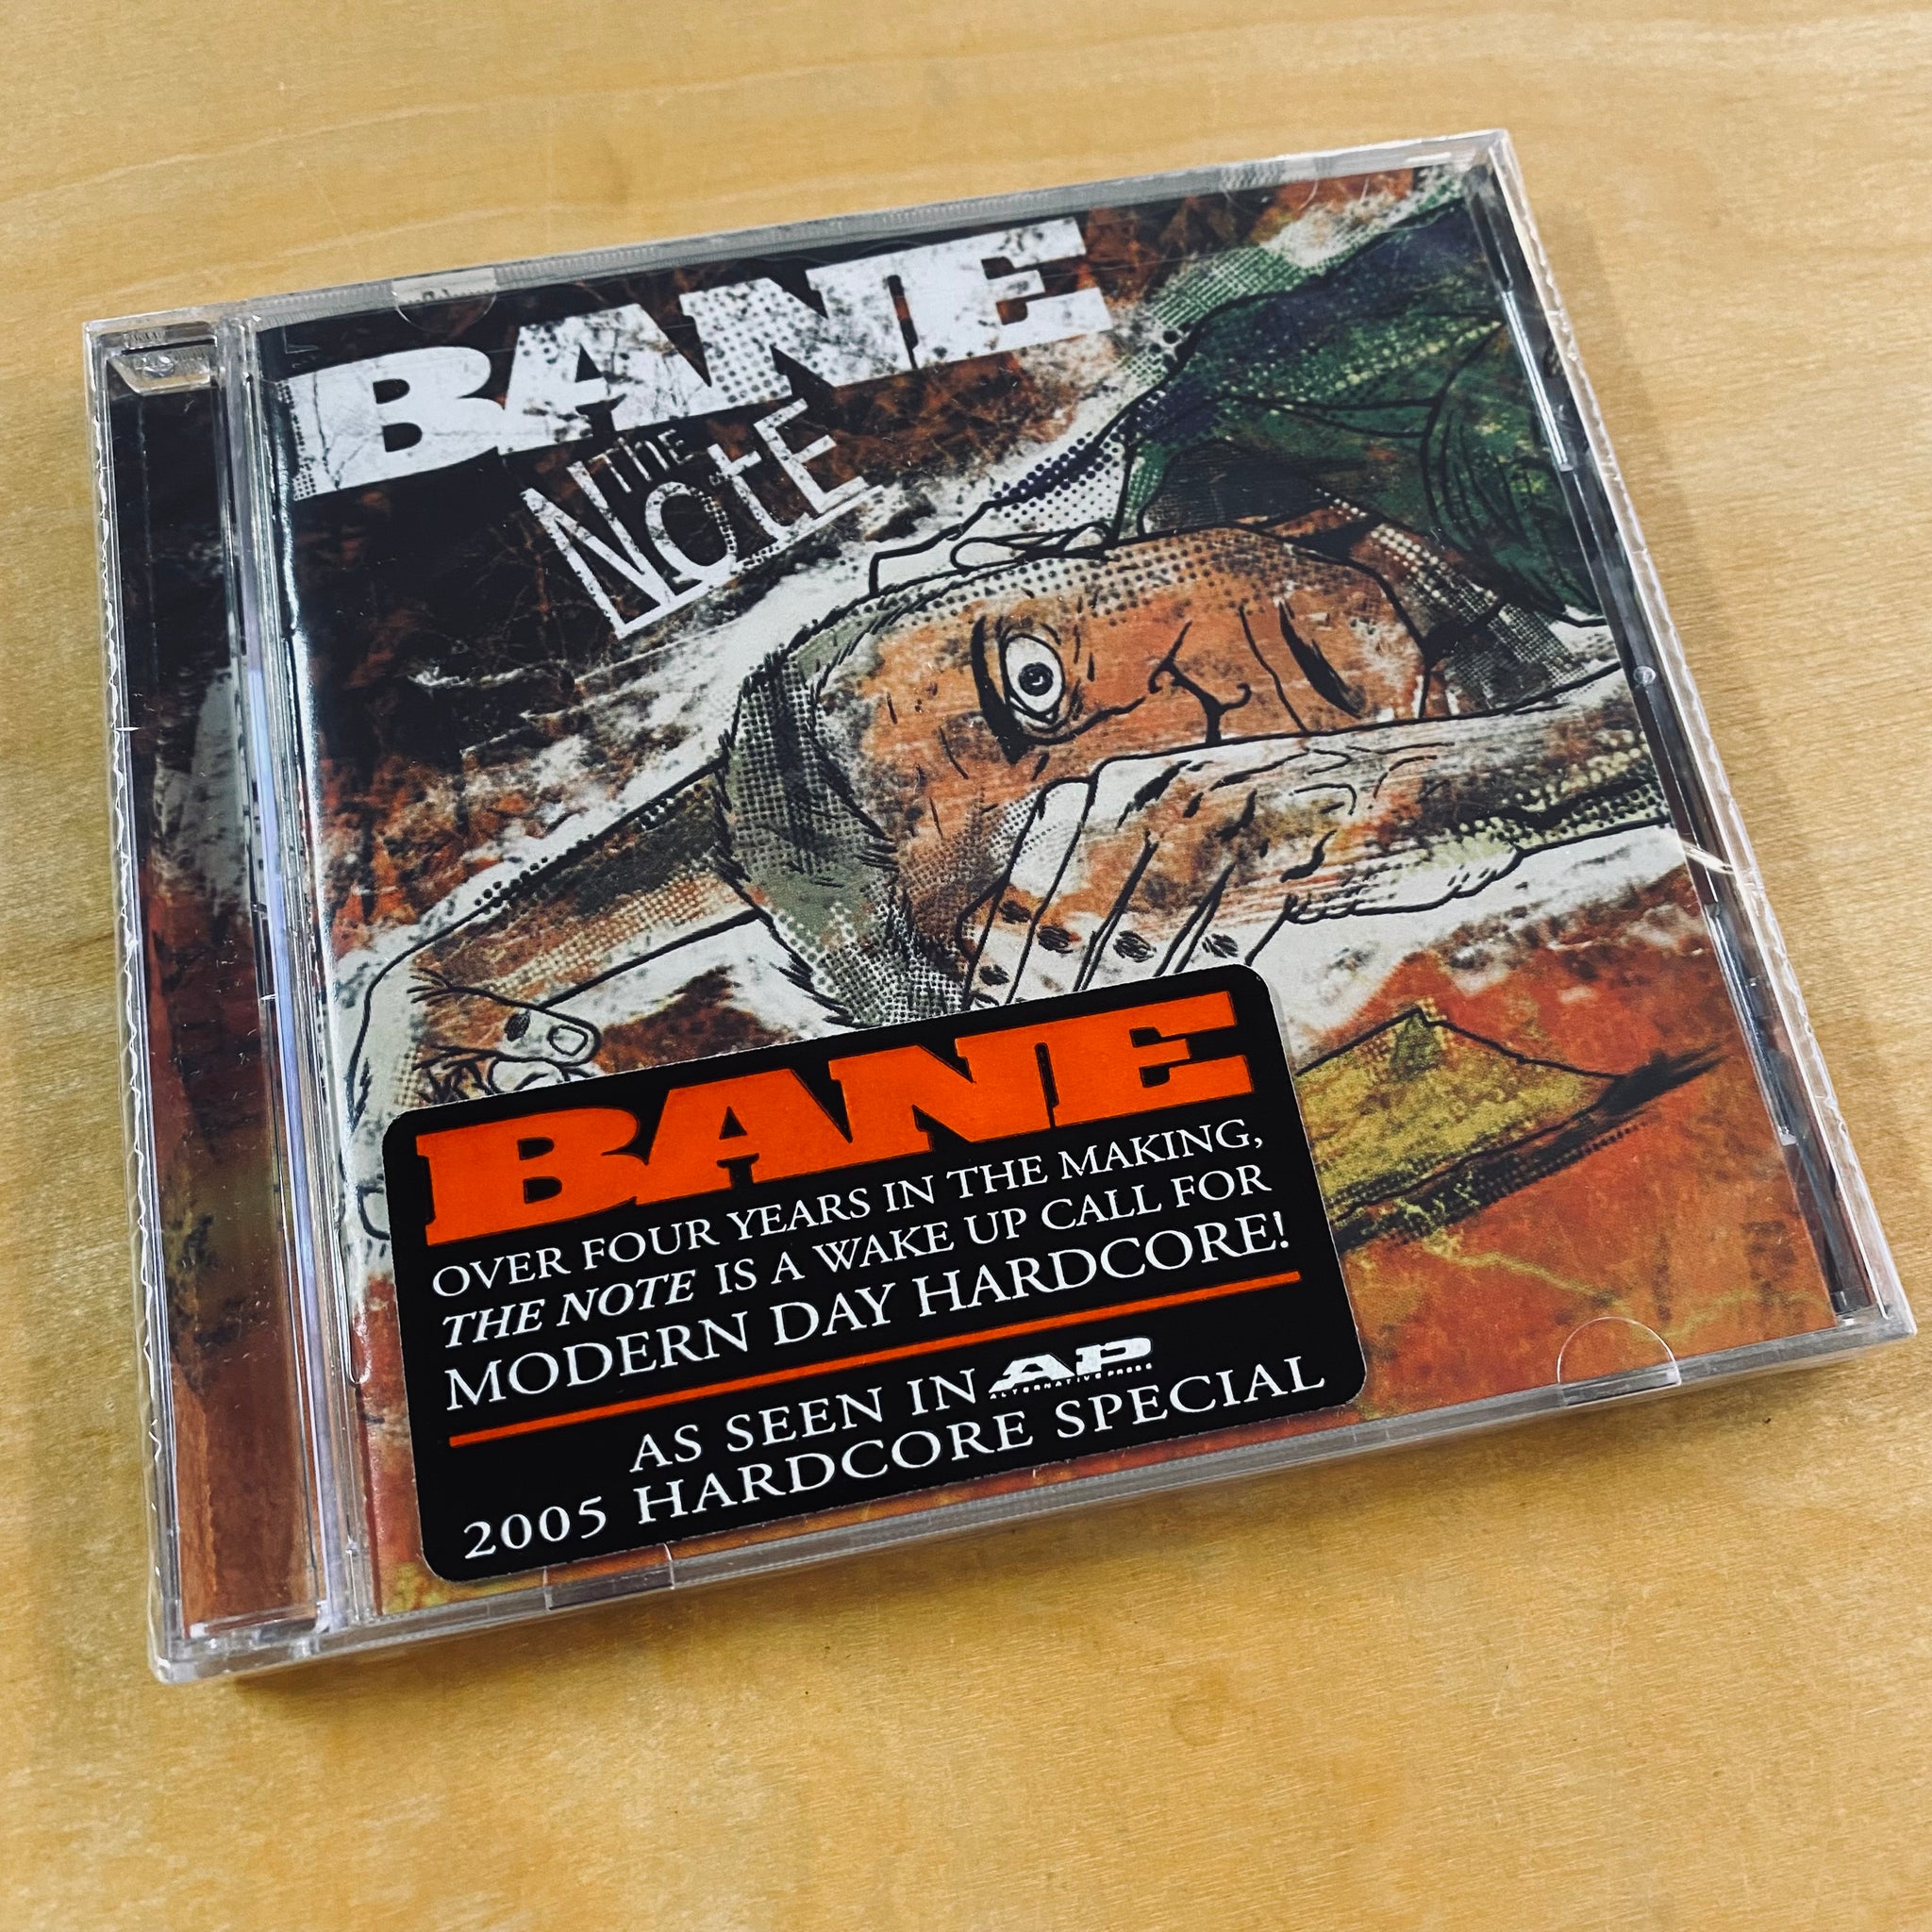 BANE
THE
NOtE
BANE
OVER FOUR YEARS IN THE MAKING,
THE NOTE IS A WAKE UP CALL FOR
MODERN DAY HARDCORE!
AS SEEN IN AP
ALTERNATIVE PRESS
2005 HARDCORE SPECIAL